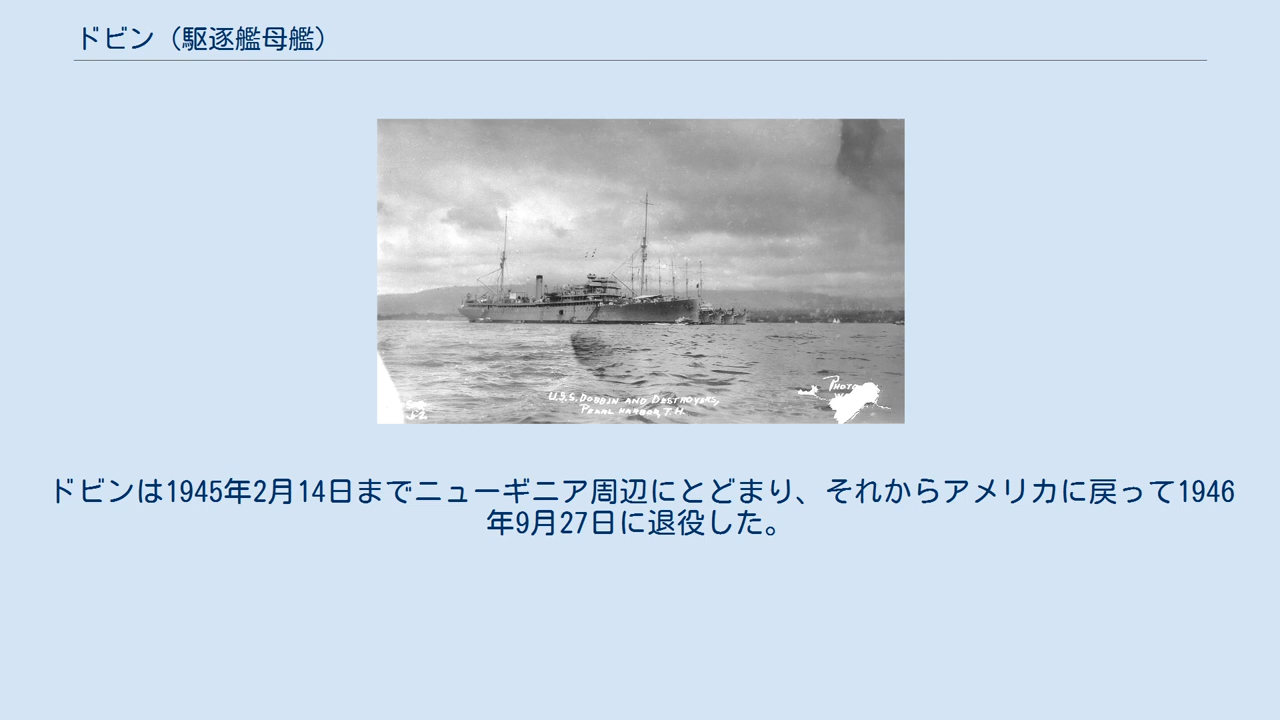 ドビン（駆逐艦母艦）
U.S.S. DOBBIN AND DESTROYERS,
PEARL HARBOR, T.H.
PHOTO
ドビンは1945年2月14日までニューギニア周辺にとどまり、それからアメリカに戻って1946
年9月27日に退役した。